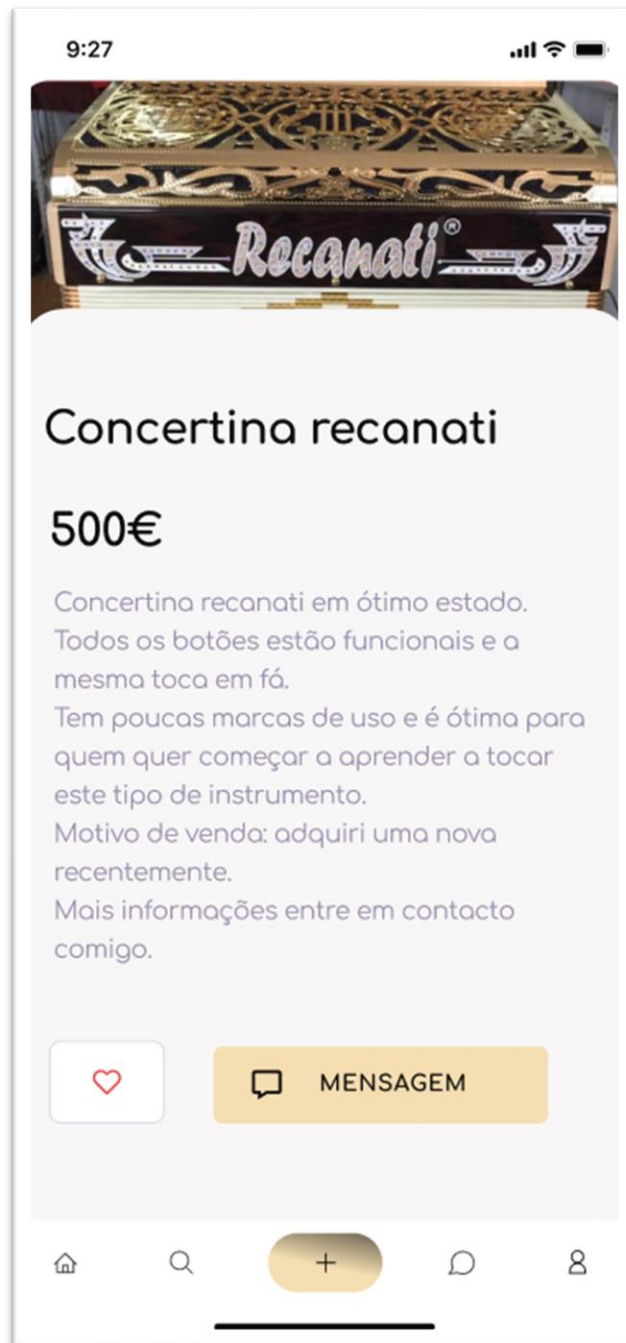 9:27
Recanati®
Concertina recanati
500€
Concertina recanati em ótimo estado.
Todos os botões estão funcionais e a
mesma toca em fá.
Tem poucas marcas de uso e é ótima para
quem quer começar a aprender a tocar
este tipo de instrumento.
Motivo de venda: adquiri uma nova
recentemente.
Mais informações entre em contacto
comigo.
MENSAGEM